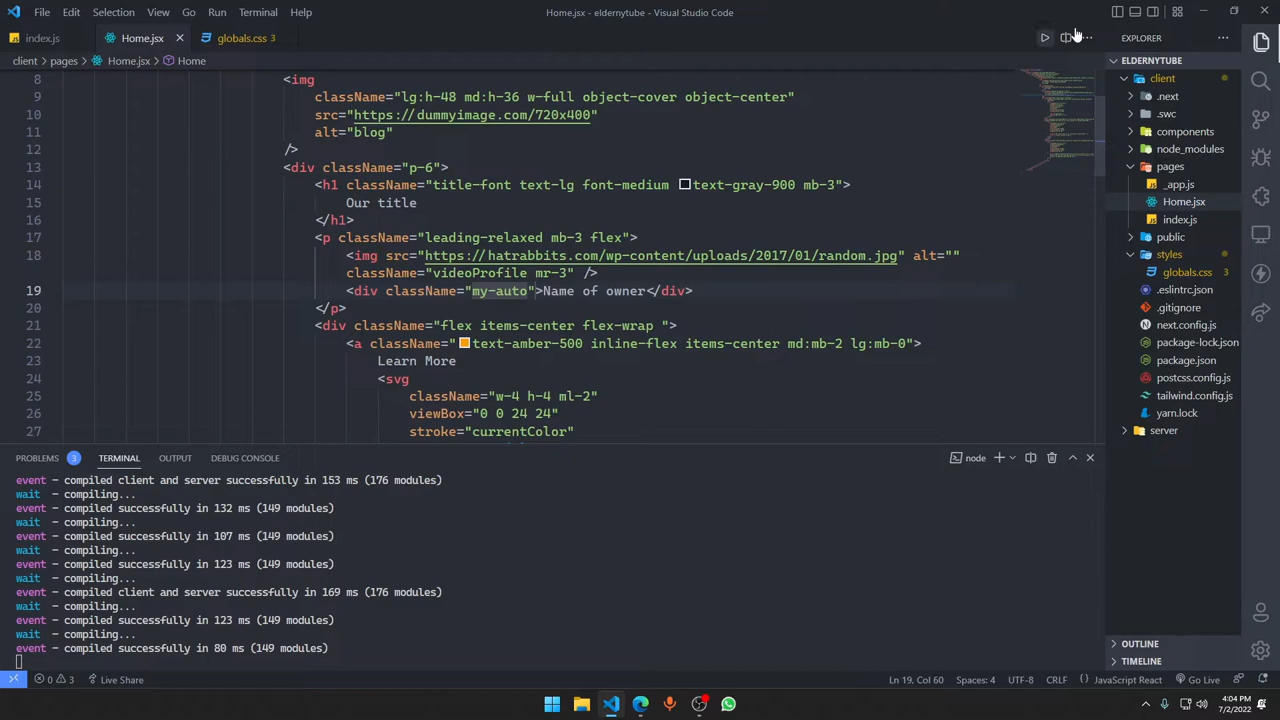 File Edit Selection View Go Run Terminal Help
Home.jsx - eldernytube - Visual Studio Code
index.js
Home.jsx
globals.css 3
client > pages > Home.jsx > Home
8 <img
9 className="lg:h-48 md:h-36 w-full object-cover object-center"
10 src="https://dummyimage.com/720x400"
11 alt="blog"
12 />
13 <div className="p-6">
14 <h1 className="title-font text-lg font-medium text-gray-900 mb-3">
15 Our title
16 </h1>
17 <p className="leading-relaxed mb-3 flex">
18 <img src="https://hatrabbits.com/wp-content/uploads/2017/01/random.jpg" alt=""
className="videoProfile mr-3" />
19 <div className="my-auto">Name of owner</div>
20 </p>
21 <div className="flex items-center flex-wrap ">
22 <a className="text-amber-500 inline-flex items-center md:mb-2 lg:mb-0">
23 Learn More
24 <svg
25 className="w-4 h-4 ml-2"
26 viewBox="0 0 24 24"
27 stroke="currentColor"
PROBLEMS 3 TERMINAL OUTPUT DEBUG CONSOLE
node
event - compiled client and server successfully in 153 ms (176 modules)
wait - compiling...
event - compiled successfully in 132 ms (149 modules)
wait - compiling...
event - compiled successfully in 107 ms (149 modules)
wait - compiling...
event - compiled successfully in 123 ms (149 modules)
wait - compiling...
event - compiled client and server successfully in 169 ms (176 modules)
wait - compiling...
event - compiled successfully in 123 ms (149 modules)
wait - compiling...
event - compiled successfully in 80 ms (149 modules)
EXPLORER
ELDERNYTUBE
client
.next
.swc
components
node_modules
pages
_app.js
Home.jsx
index.js
public
styles
globals.css 3
.eslintrc.json
.gitignore
next.config.js
package-lock.json
package.json
postcss.config.js
tailwind.config.js
yarn.lock
server
OUTLINE
TIMELINE
0 3 Live Share
Ln 19, Col 60 Spaces: 4 UTF-8 CRLF JavaScript React Go Live
4:04 PM
7/2/2022